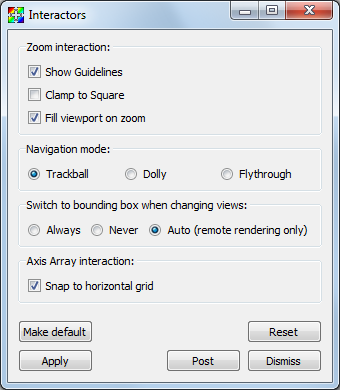 Interactors
Zoom interaction:
Show Guidelines
Clamp to Square
Fill viewport on zoom
Navigation mode:
Trackball Dolly Flythrough
Switch to bounding box when changing views:
Always Never Auto (remote rendering only)
Axis Array interaction:
Snap to horizontal grid
Make default Reset
Apply Post Dismiss